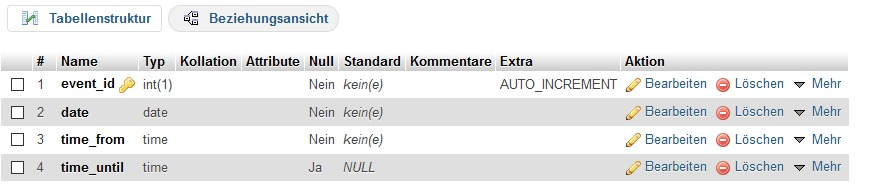 Tabellenstruktur Beziehungsansicht
# Name Typ Kollation Attribute Null Standard Kommentare Extra Aktion
1 event_id int(1) Nein kein(e) AUTO_INCREMENT Bearbeiten Löschen Mehr
2 date date Nein kein(e) Bearbeiten Löschen Mehr
3 time_from time Nein kein(e) Bearbeiten Löschen Mehr
4 time_until time Ja NULL Bearbeiten Löschen Mehr